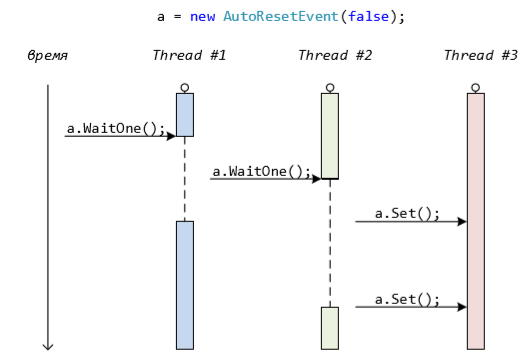 a = new AutoResetEvent(false);
время Thread #1 Thread #2 Thread #3
a.WaitOne();
a.WaitOne();
a.Set();
a.Set();